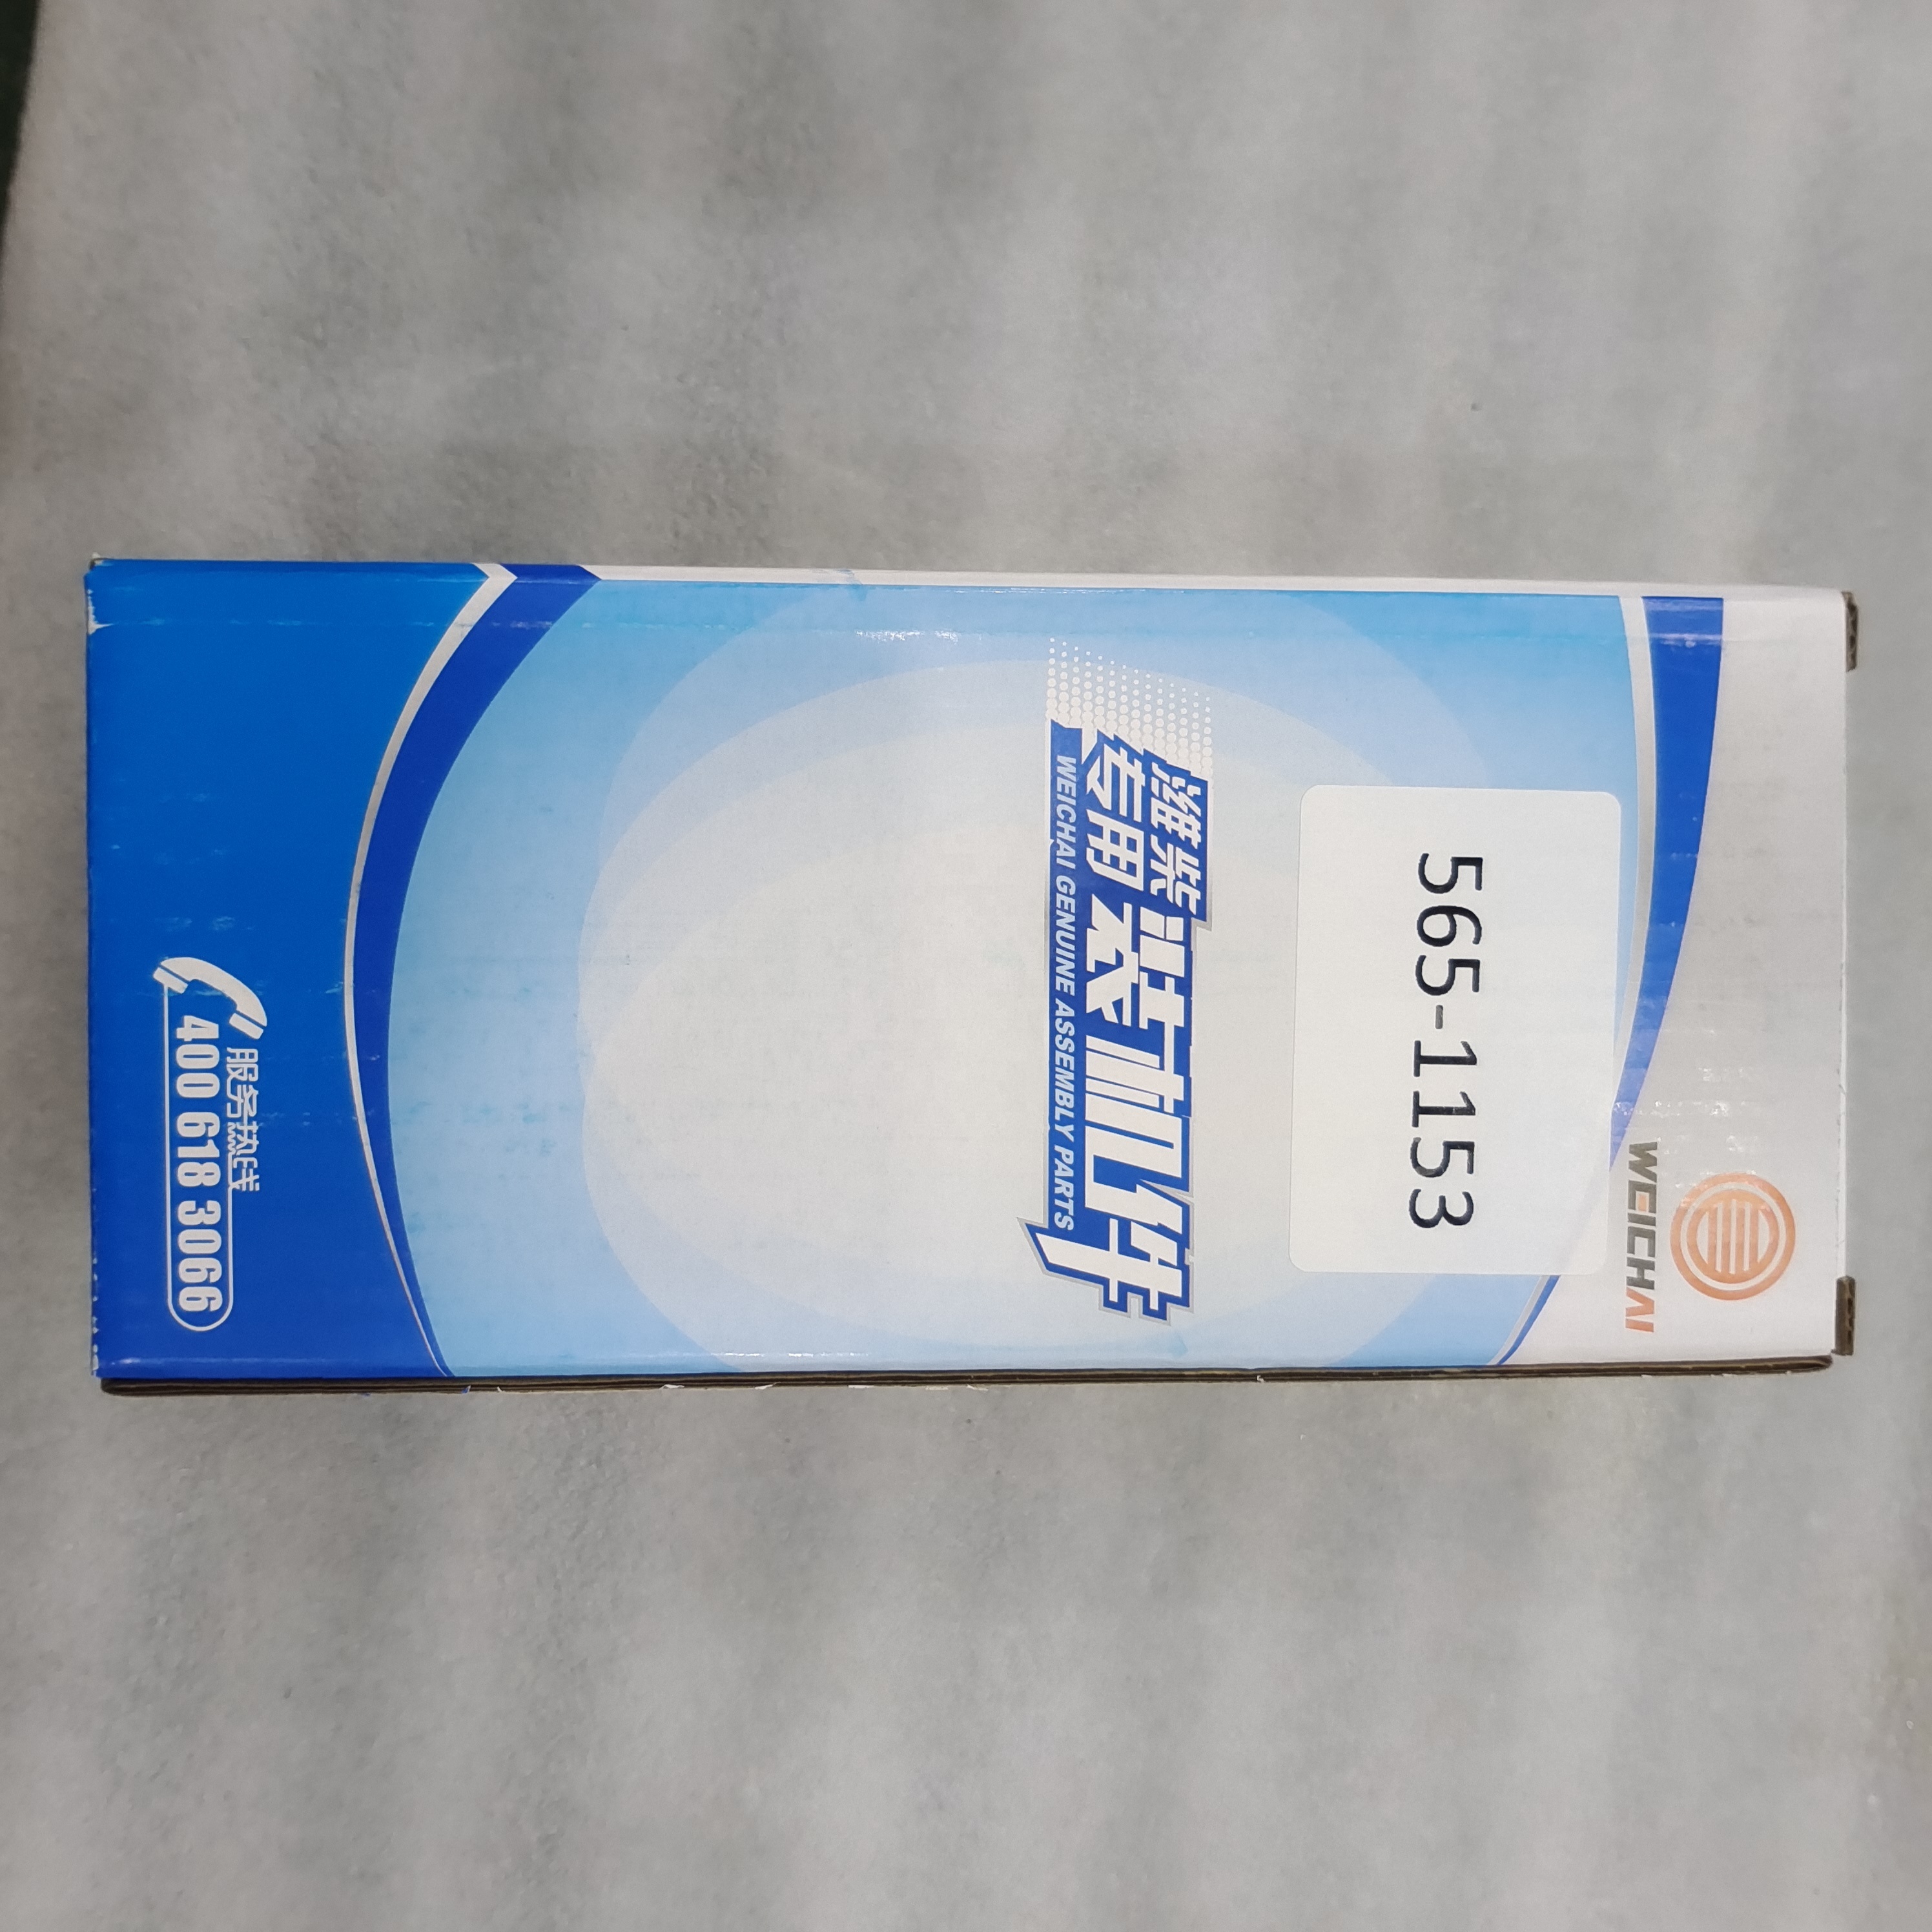 WEICHAI
565-1153
潍柴
专用 装机件
WEICHAI GENUINE ASSEMBLY PARTS
服务热线
400 618 3066